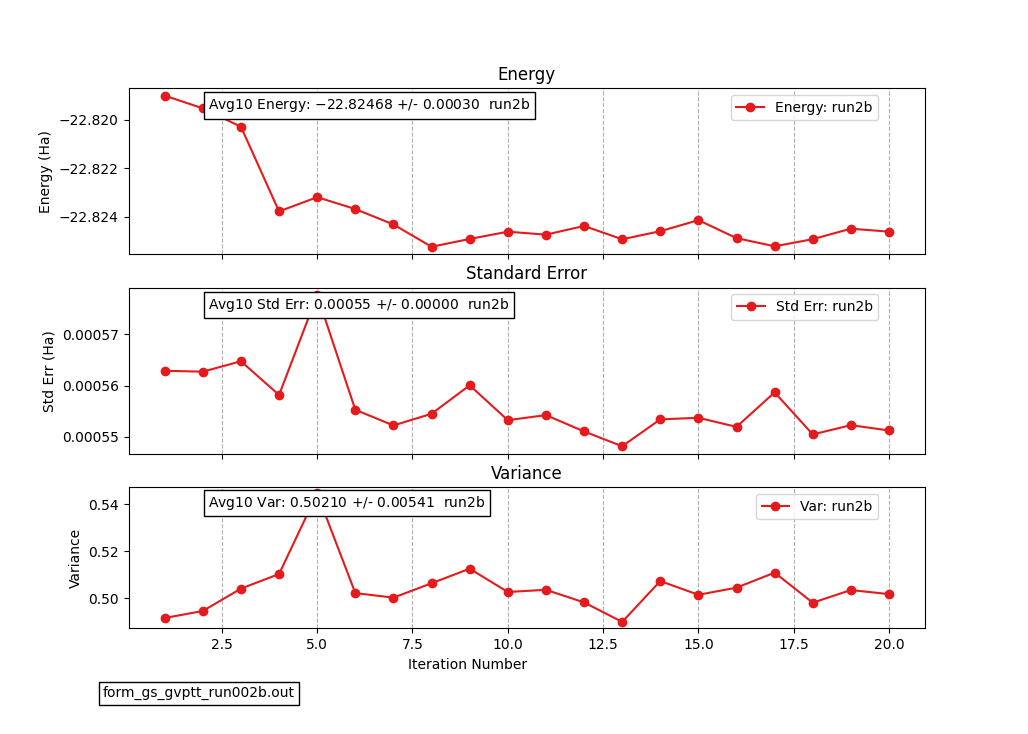 Energy
Avg10 Energy: −22.82468 +/- 0.00030 run2b
Energy: run2b
Energy (Ha)
−22.820
−22.822
−22.824
Standard Error
Avg10 Std Err: 0.00055 +/- 0.00000 run2b
Std Err: run2b
Std Err (Ha)
0.00057
0.00056
0.00055
Variance
Avg10 Var: 0.50210 +/- 0.00541 run2b
Var: run2b
Variance
0.54
0.52
0.50
2.5 5.0 7.5 10.0 12.5 15.0 17.5 20.0
Iteration Number
form_gs_gvptt_run002b.out